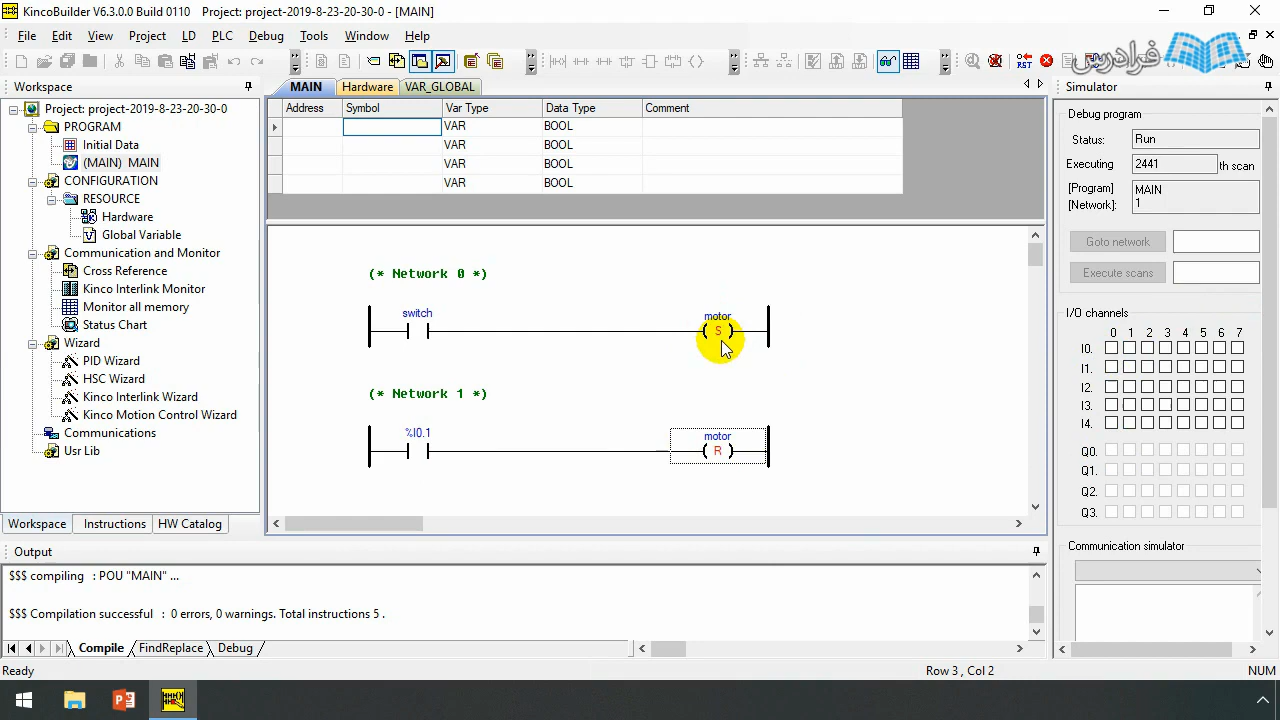 KincoBuilder V6.3.0.0 Build 0110   Project: project-2019-8-23-20-30-0 - [MAIN]
File Edit View Project LD PLC Debug Tools Window Help
RST
فرادرس
Workspace
MAIN Hardware VAR_GLOBAL
Simulator
Project: project-2019-8-23-20-30-0
PROGRAM
Initial Data
(MAIN) MAIN
CONFIGURATION
RESOURCE
Hardware
Global Variable
Communication and Monitor
Cross Reference
Kinco Interlink Monitor
Monitor all memory
Status Chart
Wizard
PID Wizard
HSC Wizard
Kinco Interlink Wizard
Kinco Motion Control Wizard
Communications
Usr Lib
Workspace Instructions HW Catalog
Address Symbol Var Type Data Type Comment
VAR BOOL
VAR BOOL
VAR BOOL
VAR BOOL
(* Network 0 *)
switch motor
S
(* Network 1 *)
%I0.1 motor
R
Debug program
Status: Run
Executing 2441 th scan
[Program] MAIN
[Network]: 1
Goto network
Execute scans
I/O channels
0 1 2 3 4 5 6 7
I0.
I1.
I2.
I3.
I4.
Q0.
Q1.
Q2.
Q3.
Communication simulator
Output
$$$ compiling : POU "MAIN" ...
$$$ Compilation successful : 0 errors, 0 warnings. Total instructions 5 .
Compile FindReplace Debug
Ready Row 3 , Col 2 NUM